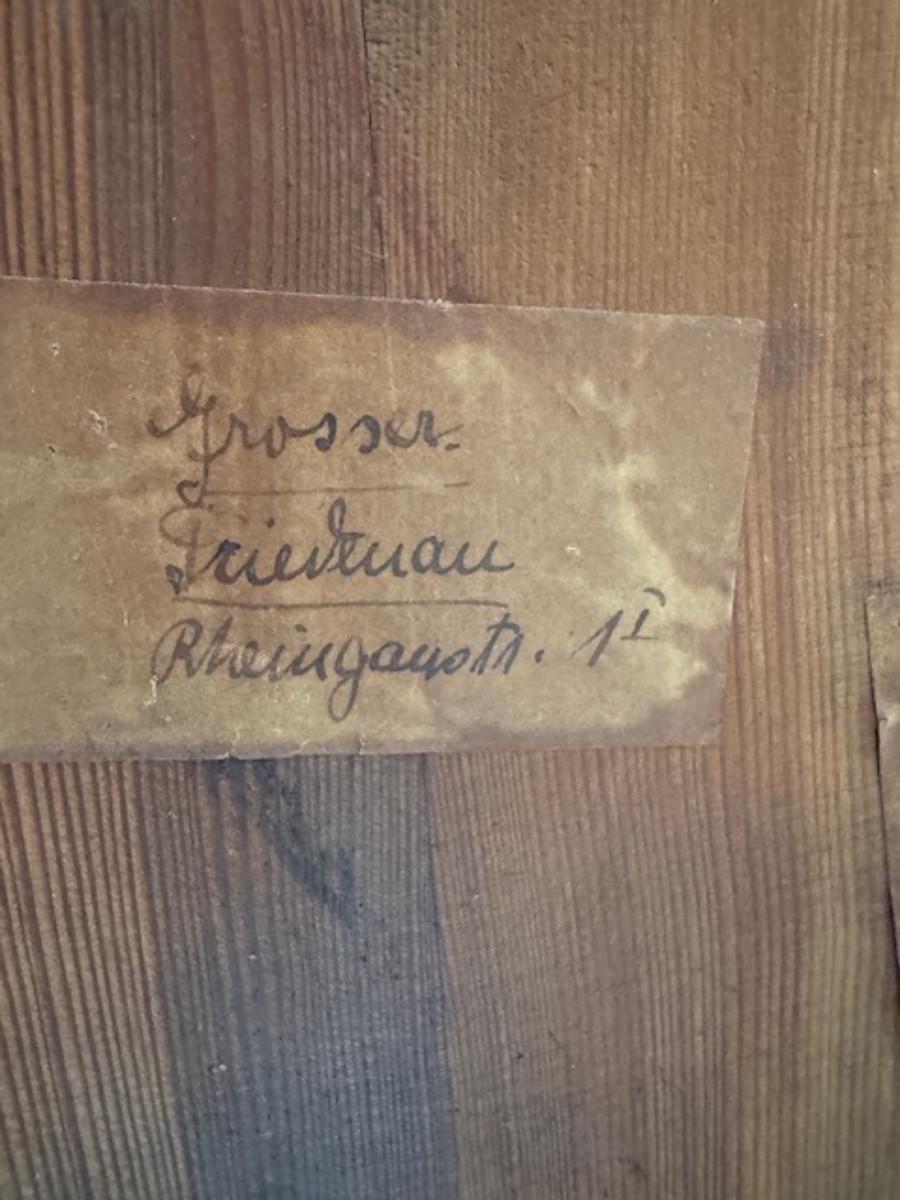 Grosser.
Friedenau
Rheingaustr. 1 I